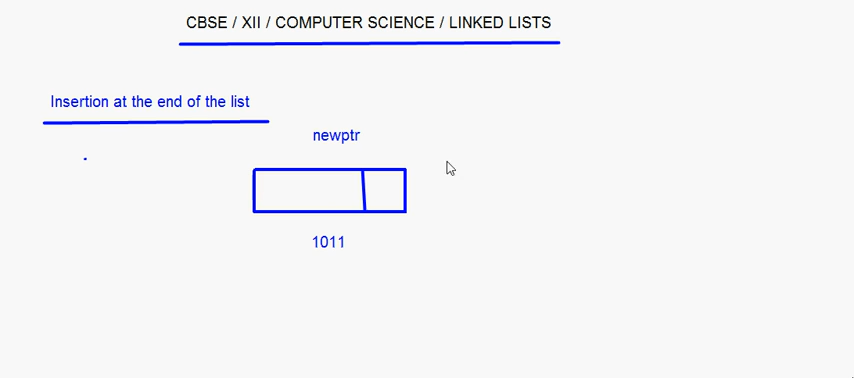 CBSE / XII / COMPUTER SCIENCE / LINKED LISTS
Insertion at the end of the list
newptr
1011